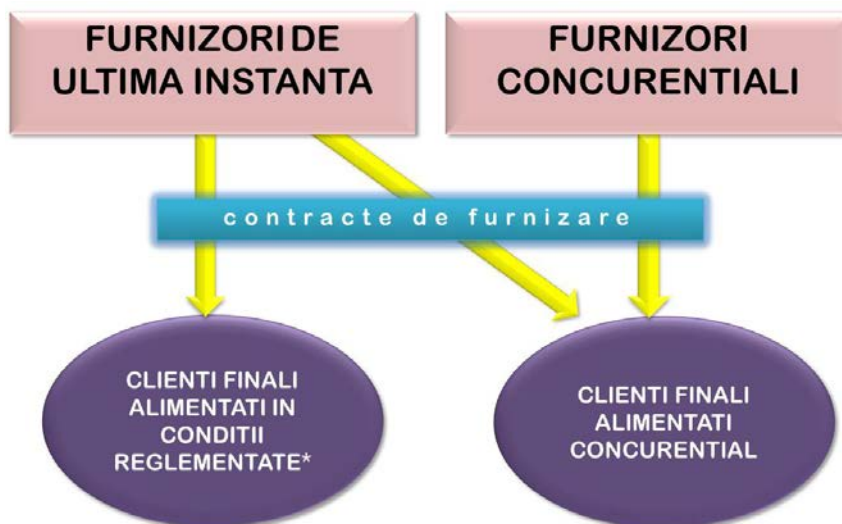 FURNIZORI DE
ULTIMA INSTANTA
FURNIZORI
CONCURENTIALI
contracte de furnizare
CLIENTI FINALI
ALIMENTATI IN
CONDITII
REGLEMENTATE*
CLIENTI FINALI
ALIMENTATI
CONCURENTIAL